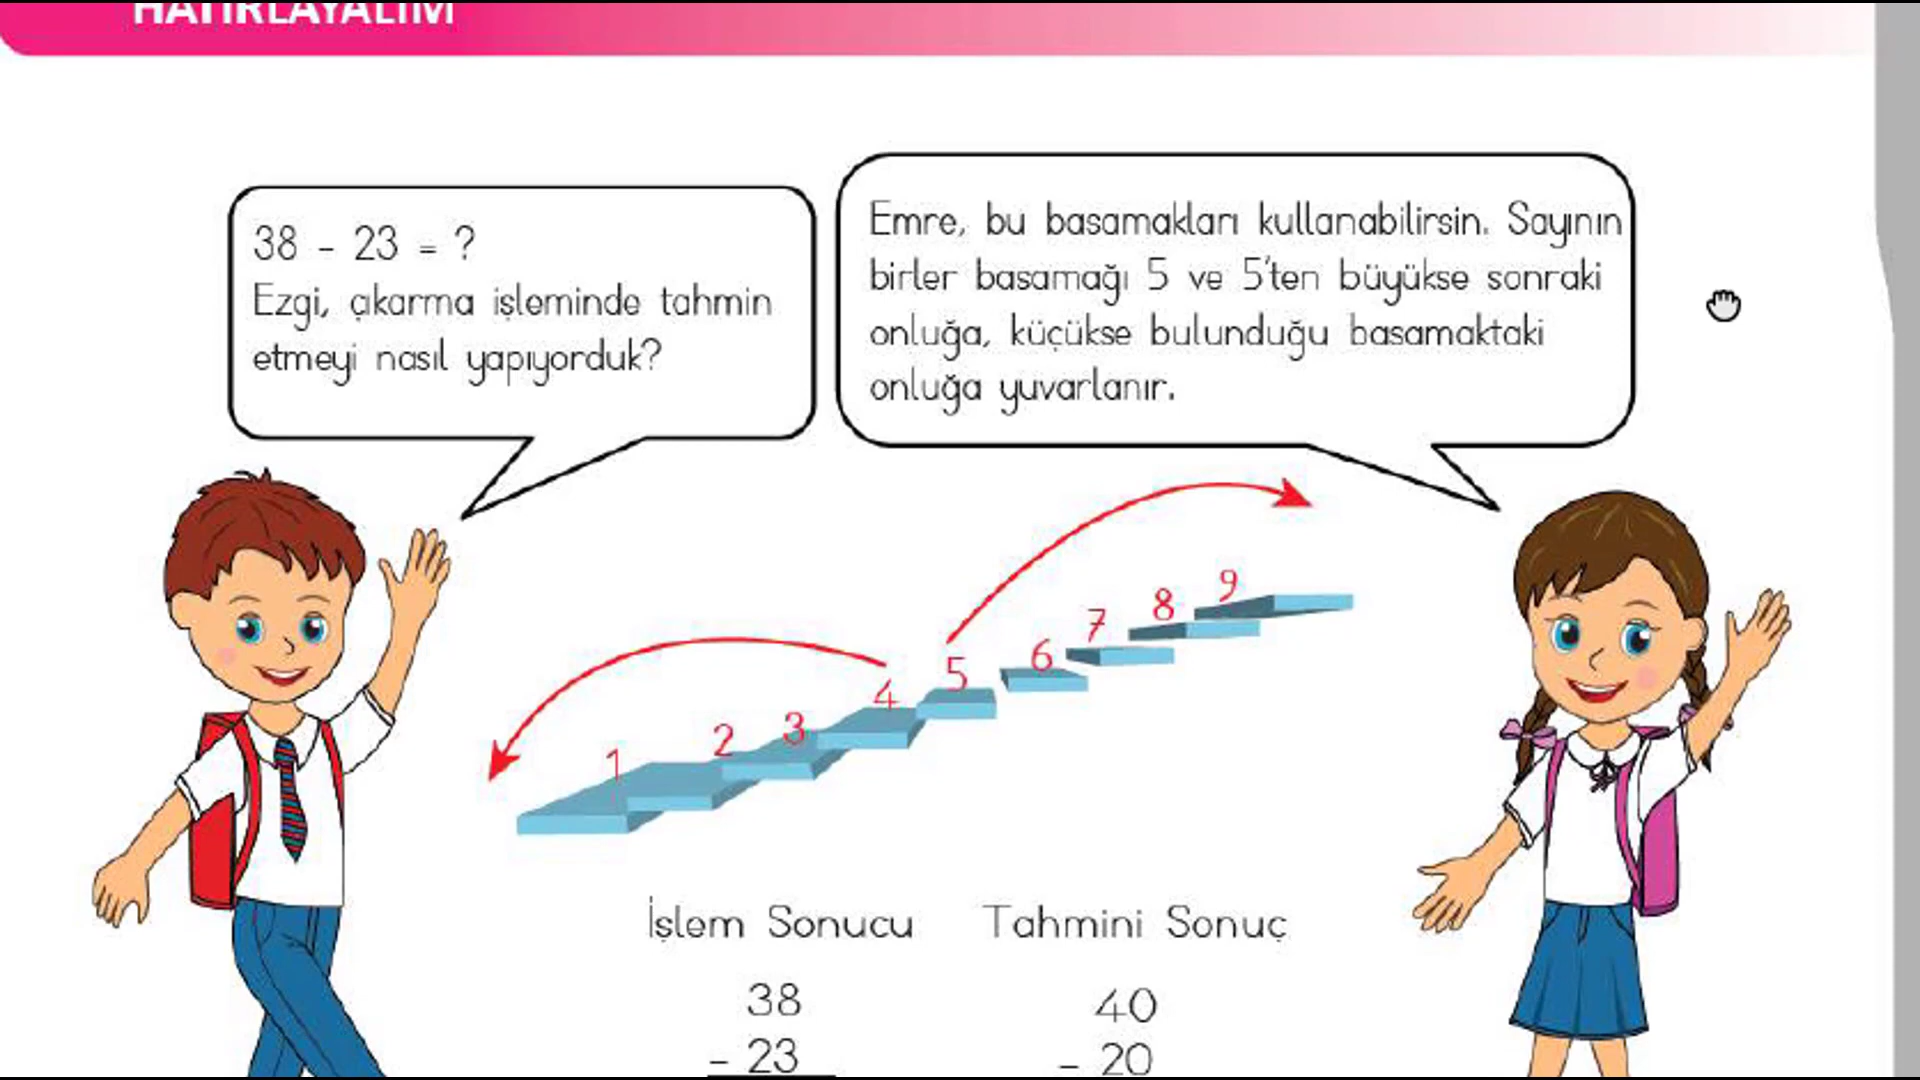 HATIRLAYALIM
38 - 23 = ?
Ezgi, çıkarma işleminde tahmin
etmeyi nasıl yapıyorduk?
Emre, bu basamakları kullanabilirsin. Sayının
birler basamağı 5 ve 5'ten büyükse sonraki
onluğa, küçükse bulunduğu basamaktaki
onluğa yuvarlanır.
1 2 3 4 5 6 7 8 9
İşlem Sonucu Tahmini Sonuç
38 40
- 23 - 20